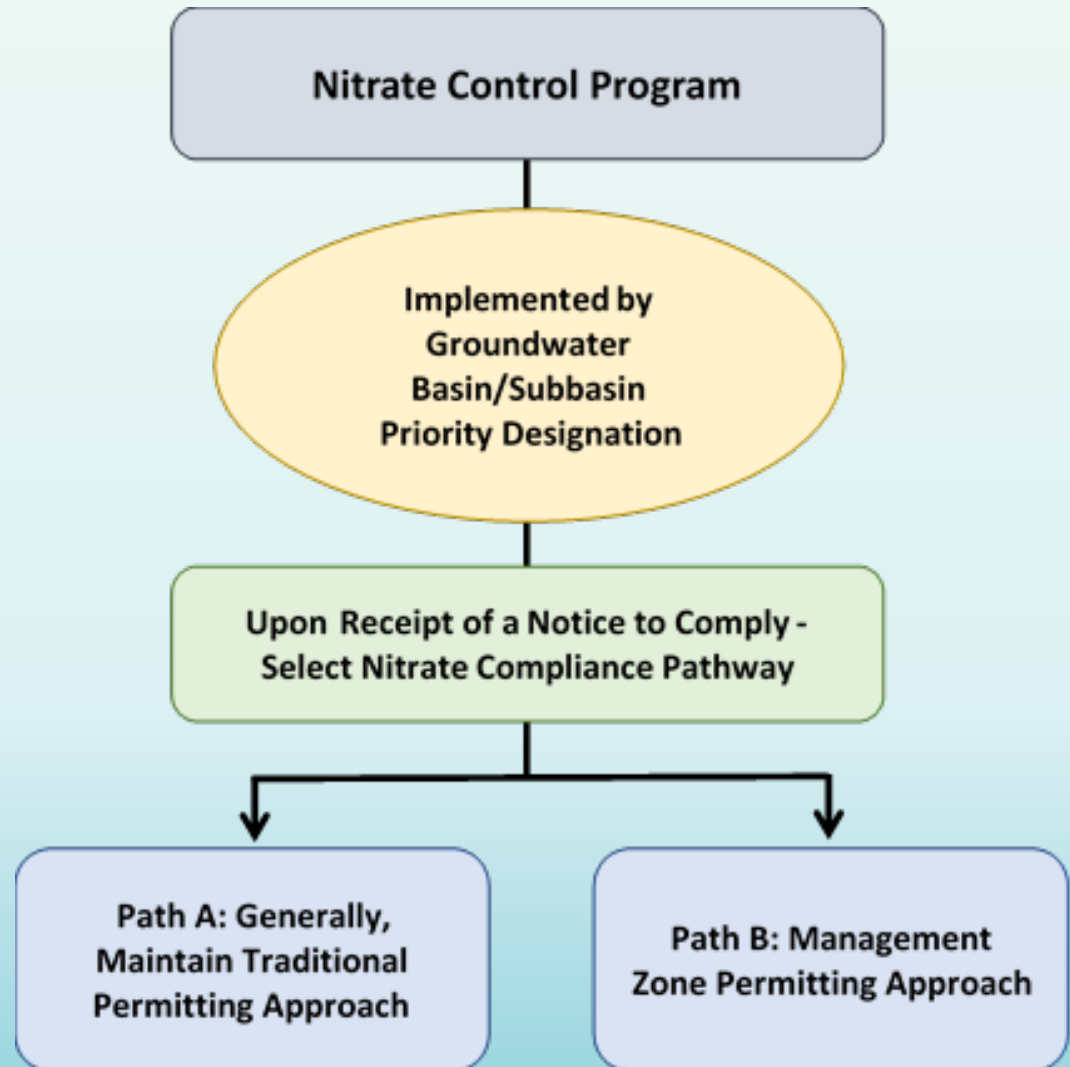 Nitrate Control Program
Implemented by
Groundwater
Basin/Subbasin
Priority Designation
Upon Receipt of a Notice to Comply -
Select Nitrate Compliance Pathway
Path A: Generally,
Maintain Traditional
Permitting Approach
Path B: Management
Zone Permitting Approach